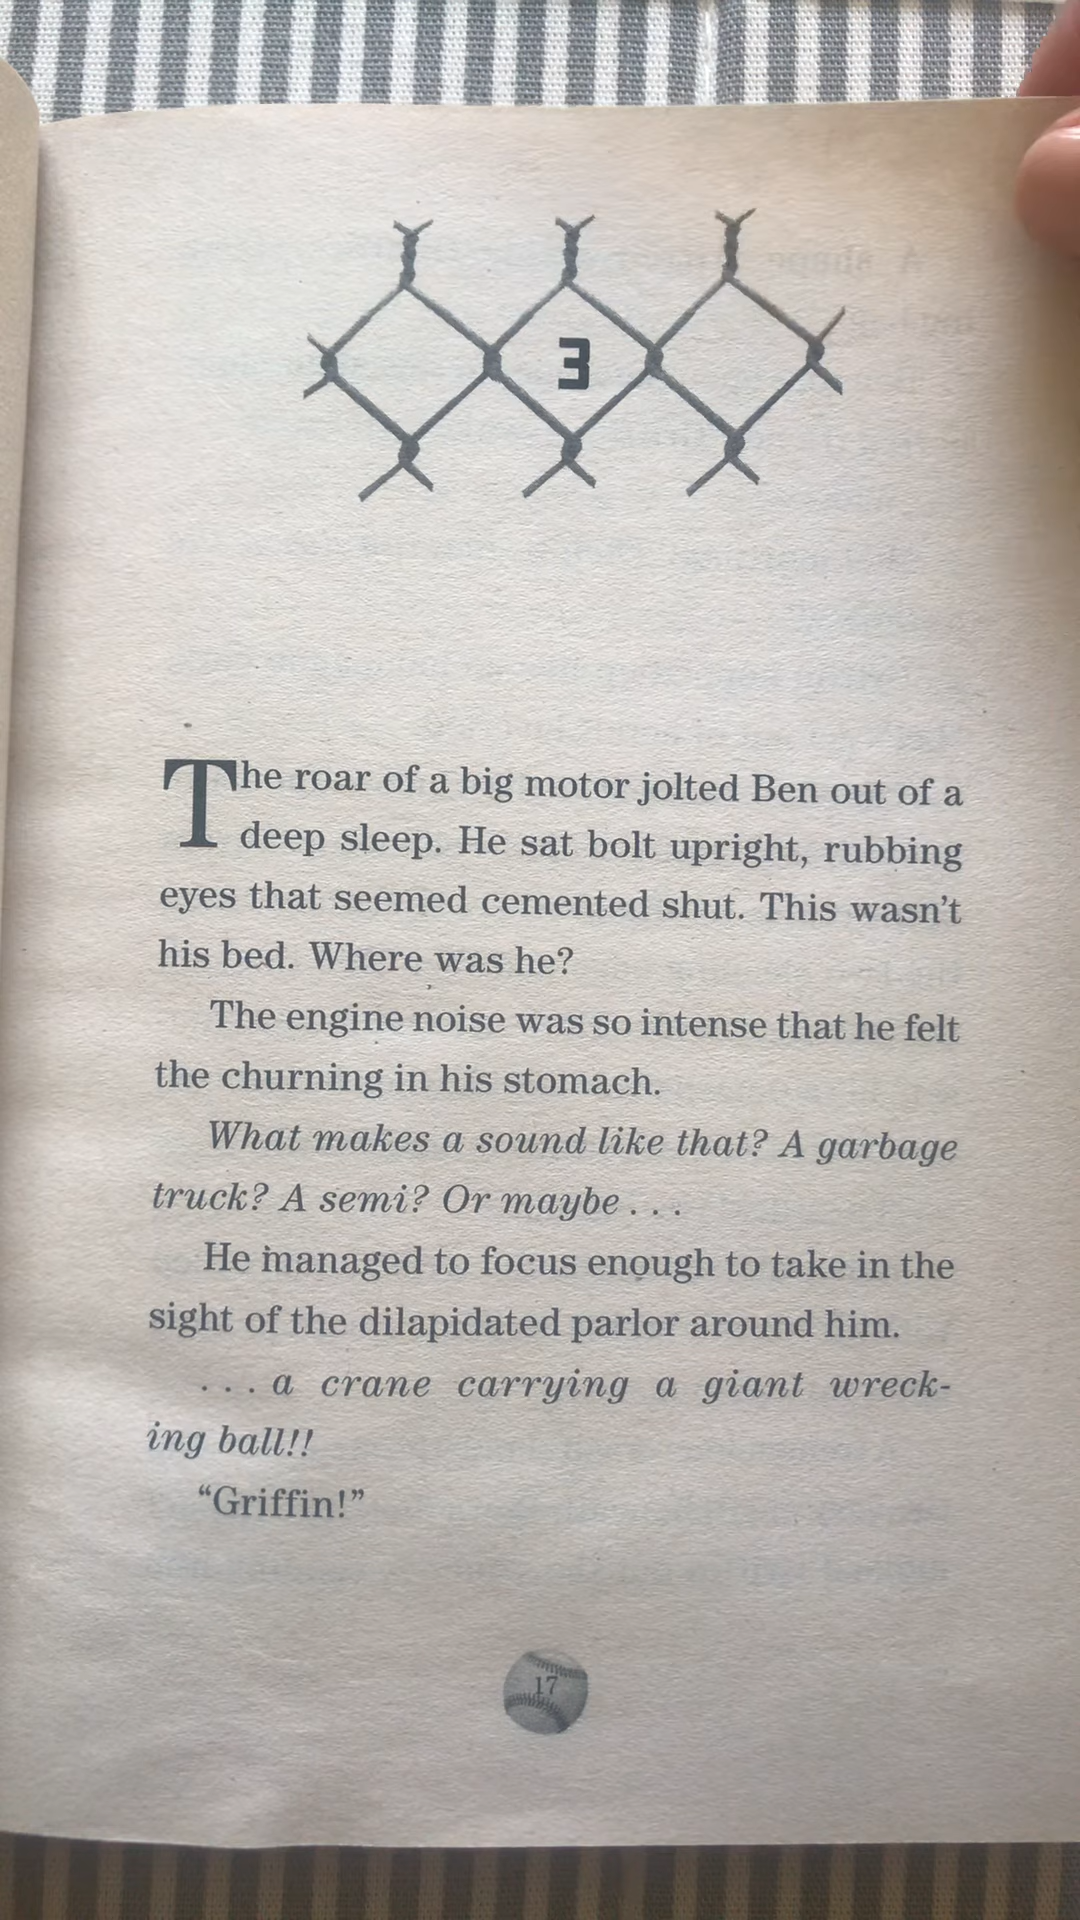 3
The roar of a big motor jolted Ben out of a
deep sleep. He sat bolt upright, rubbing
eyes that seemed cemented shut. This wasn’t
his bed. Where was he?
The engine noise was so intense that he felt
the churning in his stomach.
What makes a sound like that? A garbage
truck? A semi? Or maybe . . .
He managed to focus enough to take in the
sight of the dilapidated parlor around him.
. . . a crane carrying a giant wreck-
ing ball!!
“Griffin!”
17